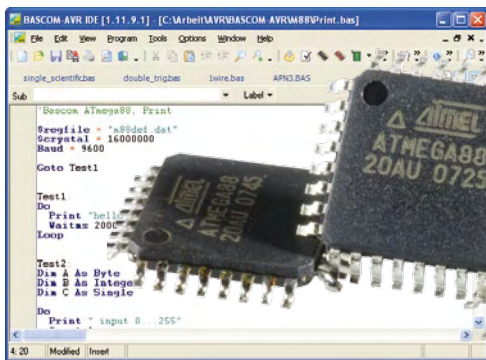 BASCOM-AVR IDE [1.11.9.1] - [C:\Arbeit\AVR\BASCOM-AVR\M88\Print.bas]
File Edit View Program Tools Options Window Help
single_scientific.bas double_trig.bas 1wire.bas APN3.BAS
Sub Label
'Bascom ATmega88, Print
$regfile = "m88def.dat"
$crystal = 16000000
Baud = 9600
Goto Test1
Test1:
Do
Print "hello
Waitms 2000
Loop
Test2:
Dim A As Byte
Dim B As Intege
Dim C As Single
Do
Print " input 0...255"
4: 20 Modified Insert
ATMEL
ATMEGA88
20AU 0745
ATMEL
ATMEGA88
20AU 0725